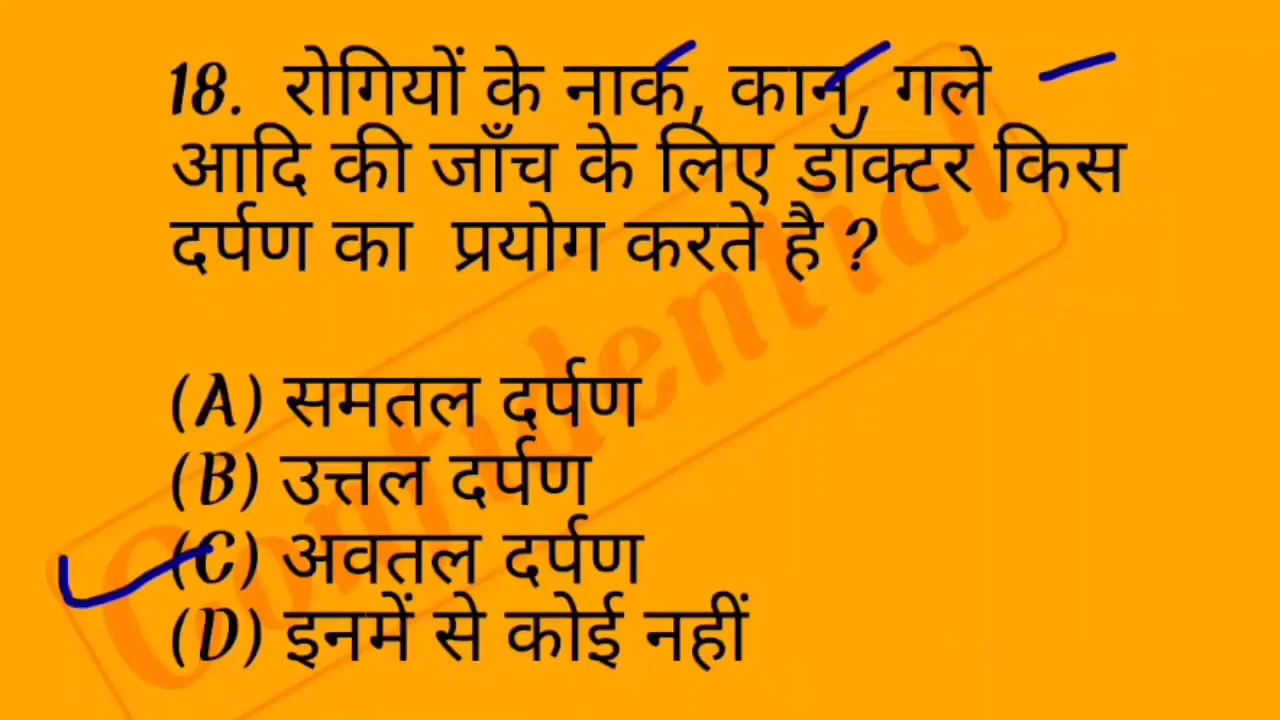 18. रोगियों के नाक, कान, गले
आदि की जाँच के लिए डॉक्टर किस
दर्पण का प्रयोग करते है ?
(A) समतल दर्पण
(B) उत्तल दर्पण
(C) अवतल दर्पण
(D) इनमें से कोई नहीं
Confidential